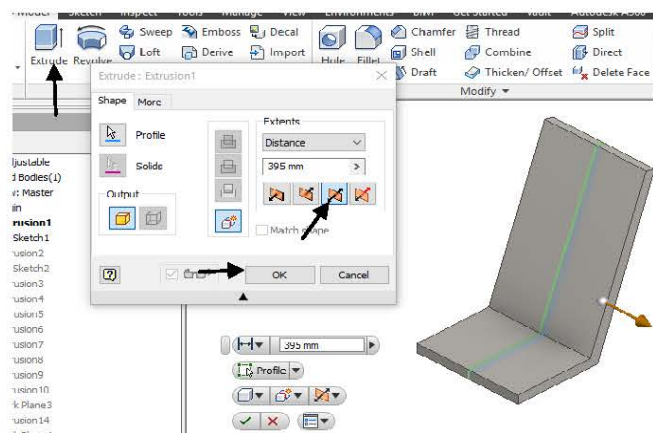 Model Sketch Inspect Tools Manage View Environments BIM Get Started Vault Autodesk A360
Sweep Emboss Decal Chamfer Thread Split
Extrude Revolve Loft Derive Import Hole Fillet Shell Combine Direct
Draft Thicken/ Offset Delete Face
Modify
Extrude : Extrusion1
Shape More
Extents
Profile
Distance
Solids
395 mm
Output
Match shape
OK Cancel
djustable
d Bodies(1)
w: Master
in
rusion1
Sketch1
rusion2
Sketch2
rusion3
rusion4
rusion5
rusion6
rusion7
rusion8
rusion9
rusion10
k Plane3
rusion14
395 mm
Profile